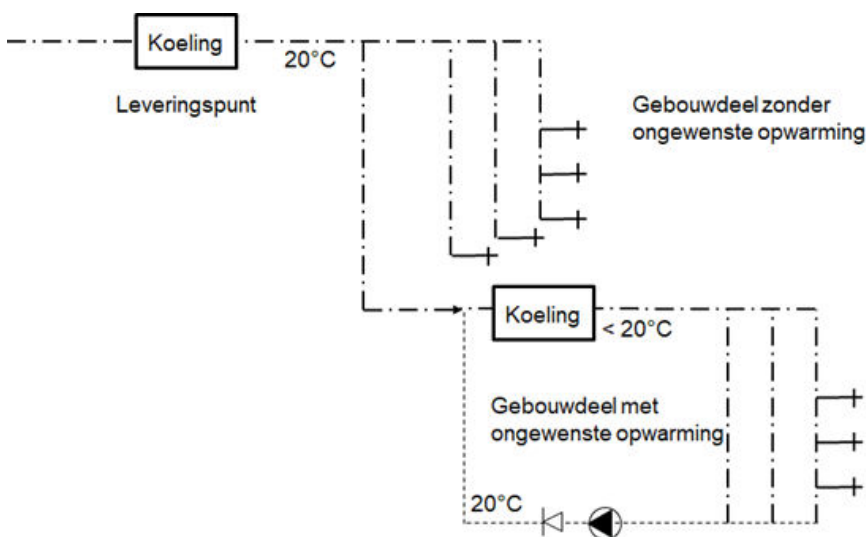 Koeling
20°C
Leveringspunt
Gebouwdeel zonder
ongewenste opwarming
Koeling
< 20°C
Gebouwdeel met
ongewenste opwarming
20°C